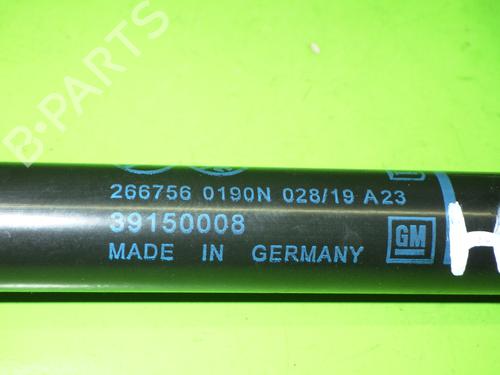 B-PARTS
266756 0190N 028/19 A23
39150008
MADE IN GERMANY
GM